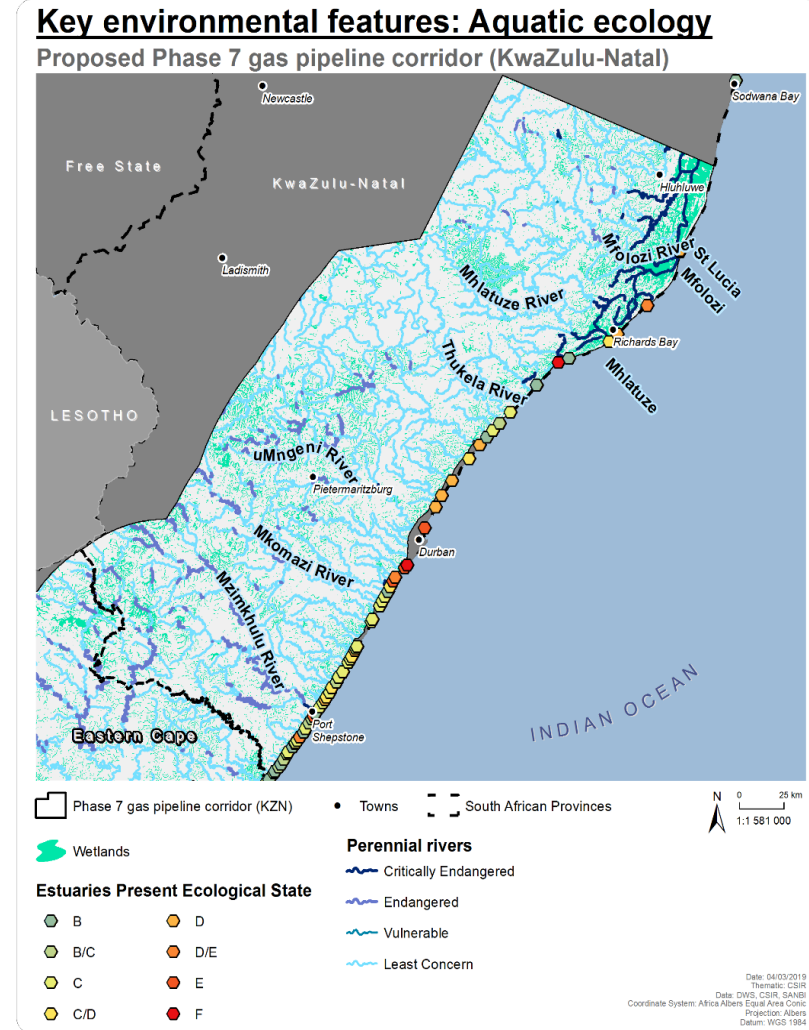 Key environmental features: Aquatic ecology
Proposed Phase 7 gas pipeline corridor (KwaZulu-Natal)
Newcastle
Sodwana Bay
Free State
KwaZulu-Natal
Hluhluwe
Ladismith
Mfolozi River
St Lucia
Mfolozi
Mhlatuze River
Richards Bay
Thukela River
Mhlatuze
LESOTHO
uMngeni River
Pietermaritzburg
Durban
Mkomazi River
Mzimkhulu River
INDIAN OCEAN
Port
Shepstone
Eastern Cape
Phase 7 gas pipeline corridor (KZN)
Towns
South African Provinces
N
0 25 km
1:1 581 000
Wetlands
Estuaries Present Ecological State
B
D
B/C
D/E
C
E
C/D
F
Perennial rivers
Critically Endangered
Endangered
Vulnerable
Least Concern
Date: 04/03/2019
Thematic: CSIR
Data: DWS, CSIR, SANBI
Coordinate System: Africa Albers Equal Area Conic
Projection: Albers
Datum: WGS 1984